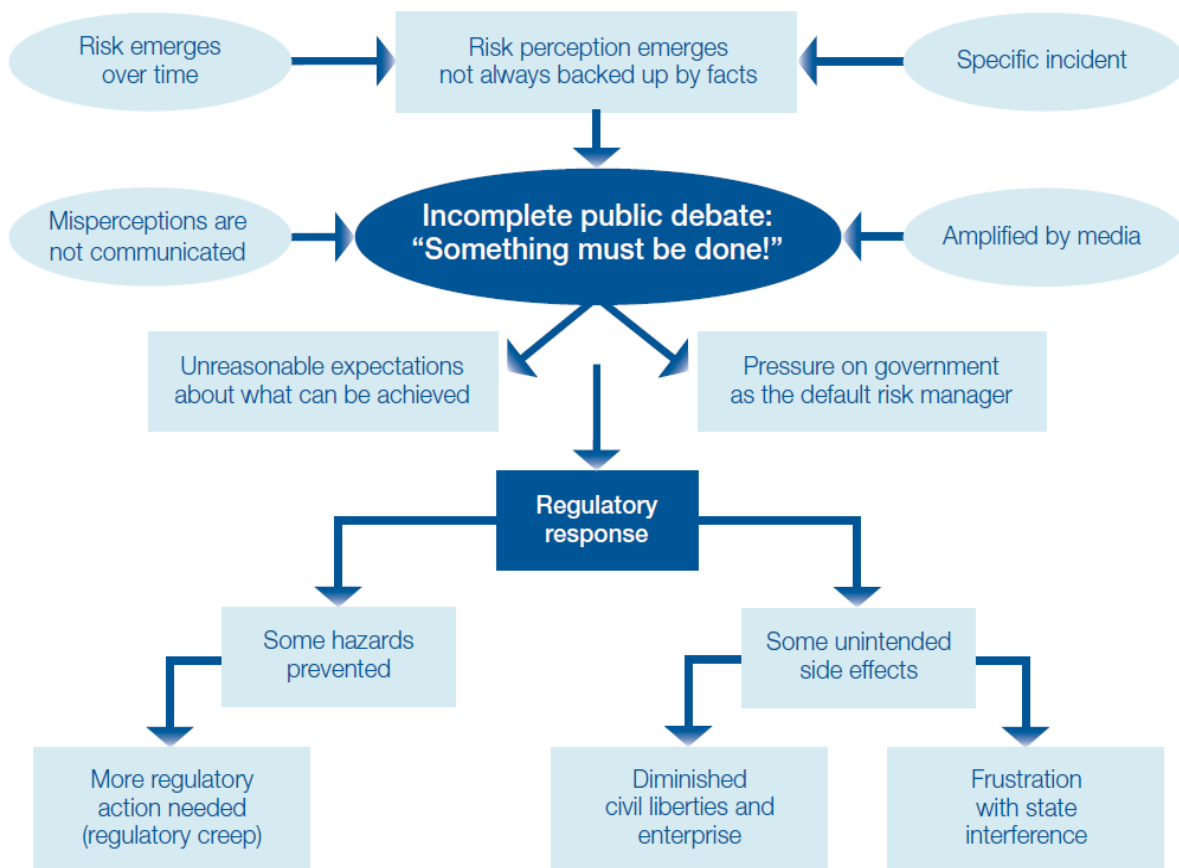 Risk emerges
over time
Risk perception emerges
not always backed up by facts
Specific incident
Misperceptions are
not communicated
Incomplete public debate:
“Something must be done!”
Amplified by media
Unreasonable expectations
about what can be achieved
Pressure on government
as the default risk manager
Regulatory
response
Some hazards
prevented
Some unintended
side effects
More regulatory
action needed
(regulatory creep)
Diminished
civil liberties and
enterprise
Frustration
with state
interference